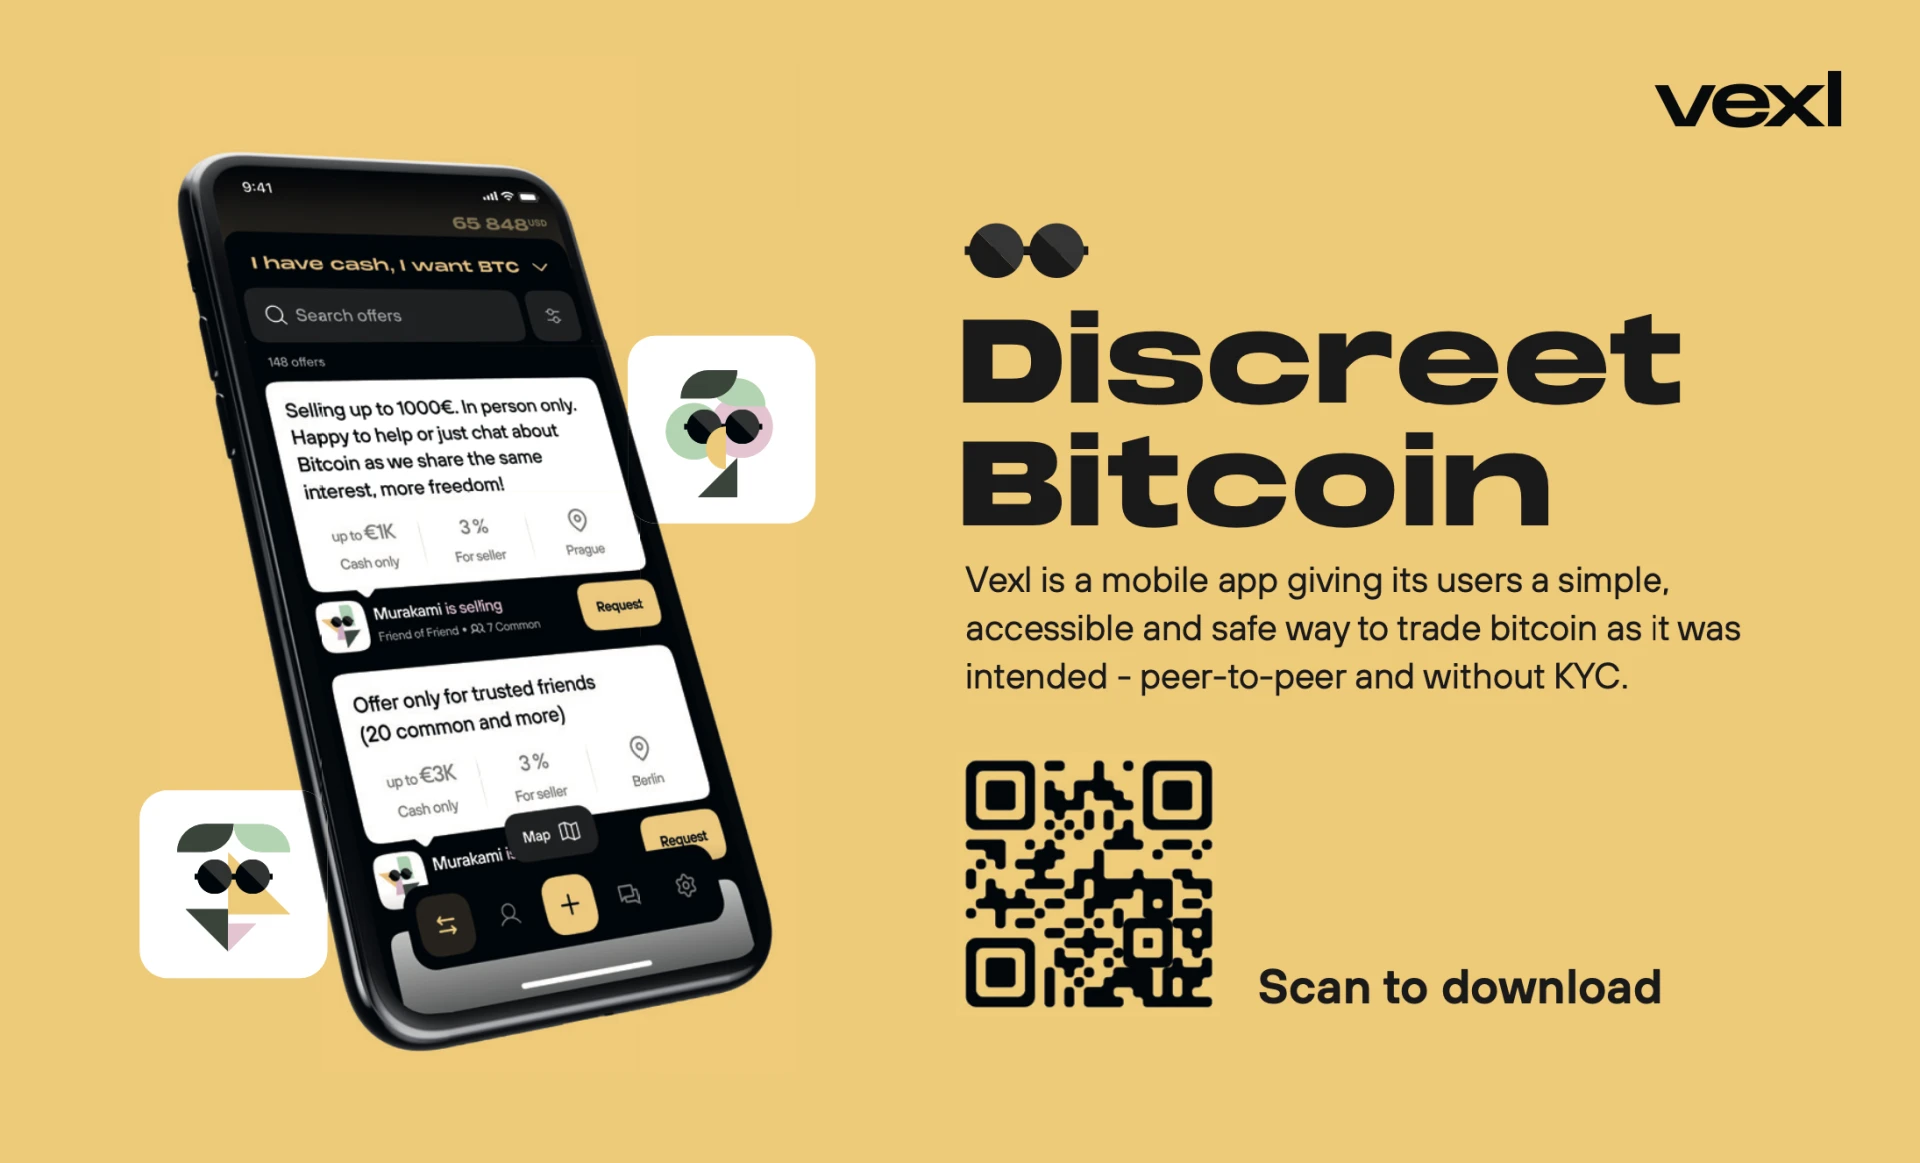 vexl
9:41
65 848 USD
I have cash, I want BTC
Search offers
148 offers
Selling up to 1000€. In person only.
Happy to help or just chat about
Bitcoin as we share the same
interest, more freedom!
up to €1K
Cash only
3%
For seller
Prague
Murakami is selling
Friend of Friend • 7 Common
Request
Offer only for trusted friends
(20 common and more)
up to €3K
Cash only
3%
For seller
Berlin
Map
Murakami is
Request
Discreet
Bitcoin
Vexl is a mobile app giving its users a simple,
accessible and safe way to trade bitcoin as it was
intended - peer-to-peer and without KYC.
Scan to download